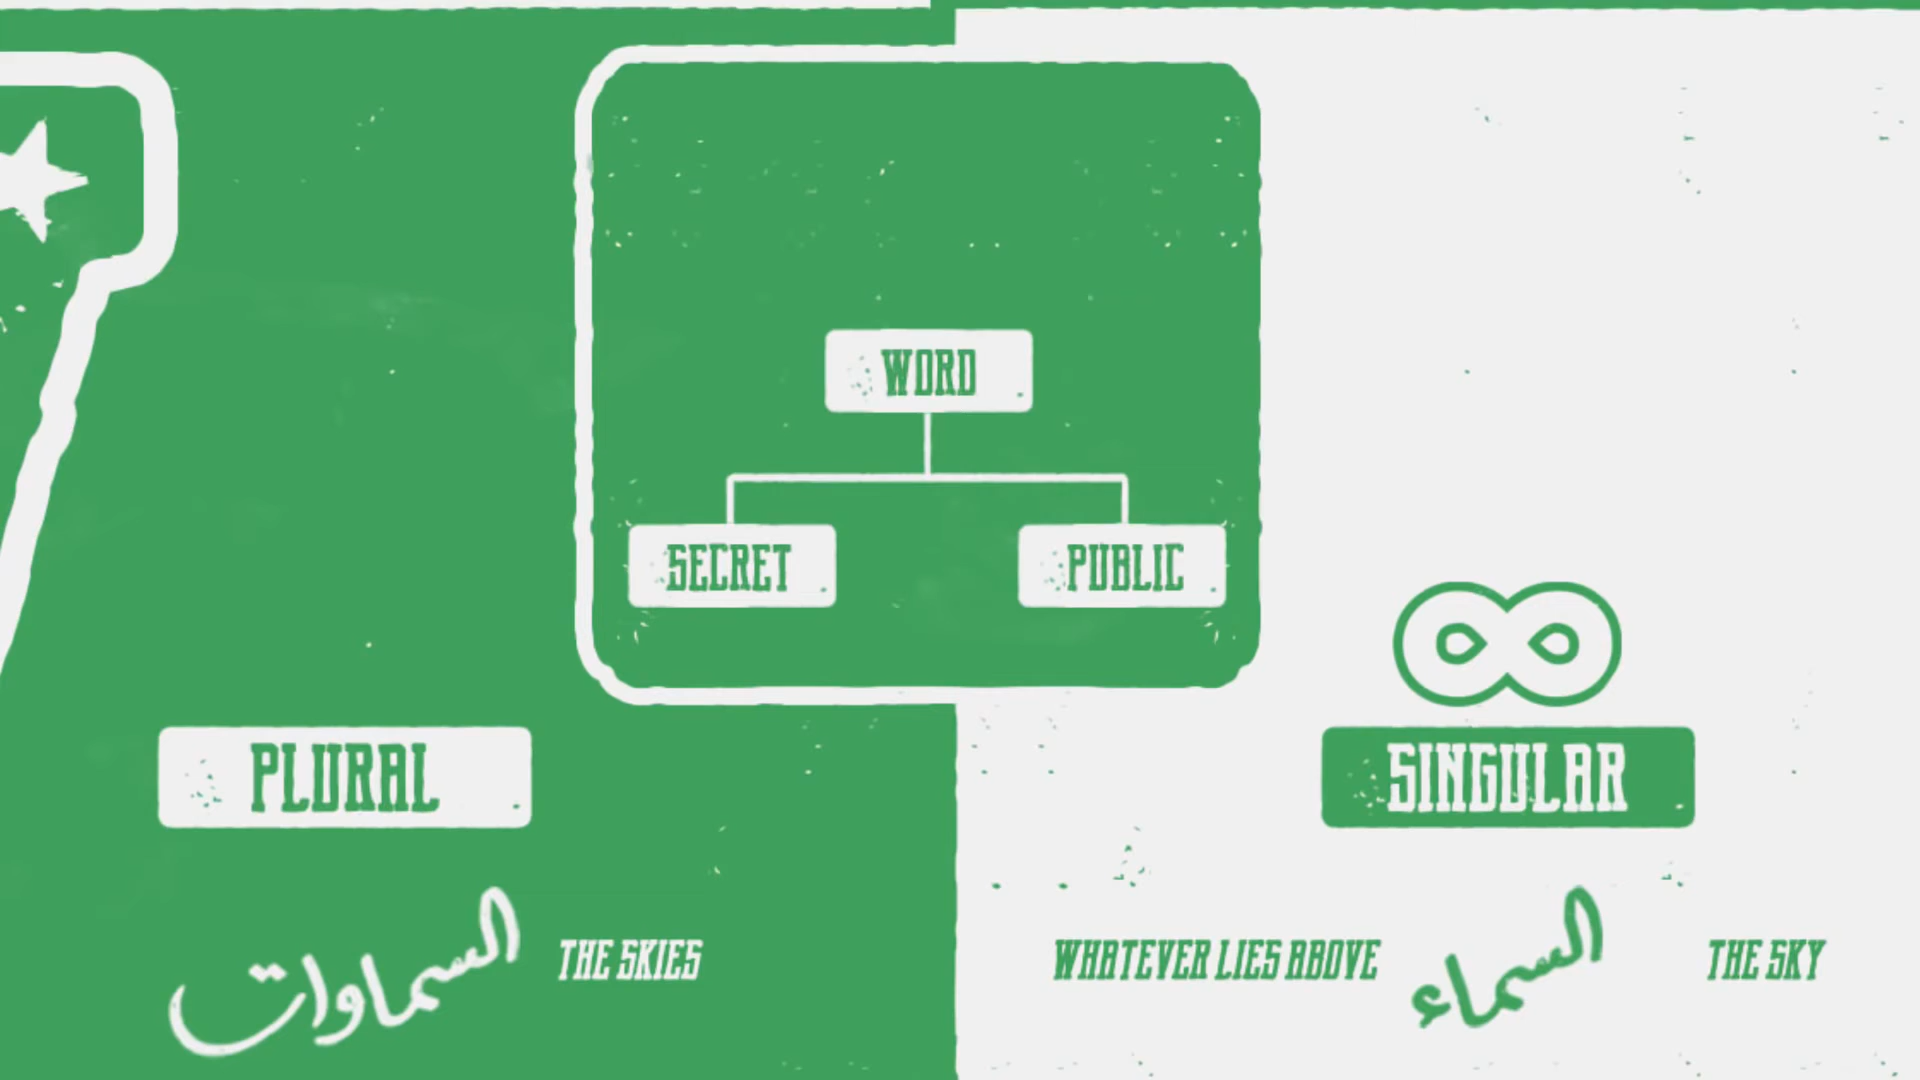 WORD
SECRET
PUBLIC
PLURAL
SINGULAR
السماوات
THE SKIES
WHATEVER LIES ABOVE
السماء
THE SKY